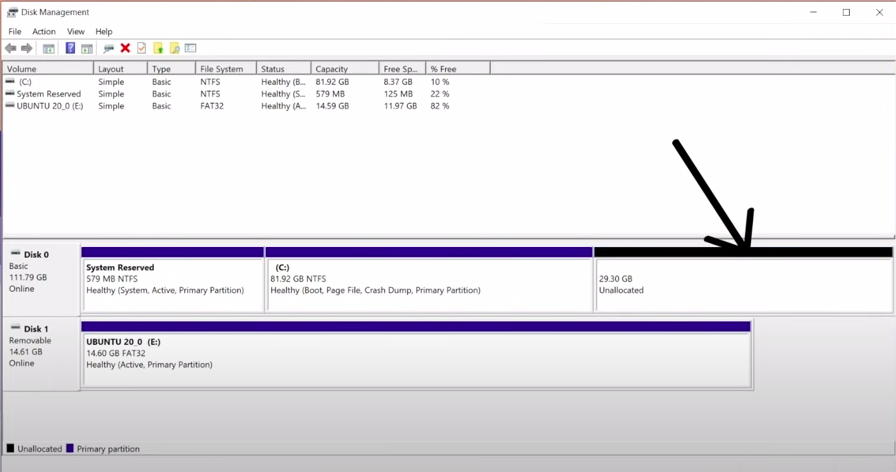 Disk Management
File Action View Help
Volume Layout Type File System Status Capacity Free Sp... % Free
(C:) Simple Basic NTFS Healthy (B... 81.92 GB 8.37 GB 10 %
System Reserved Simple Basic NTFS Healthy (S... 579 MB 125 MB 22 %
UBUNTU 20_0 (E:) Simple Basic FAT32 Healthy (A... 14.59 GB 11.97 GB 82 %
Disk 0
Basic
111.79 GB
Online
System Reserved
579 MB NTFS
Healthy (System, Active, Primary Partition)
(C:)
81.92 GB NTFS
Healthy (Boot, Page File, Crash Dump, Primary Partition)
29.30 GB
Unallocated
Disk 1
Removable
14.61 GB
Online
UBUNTU 20_0 (E:)
14.60 GB FAT32
Healthy (Active, Primary Partition)
Unallocated Primary partition